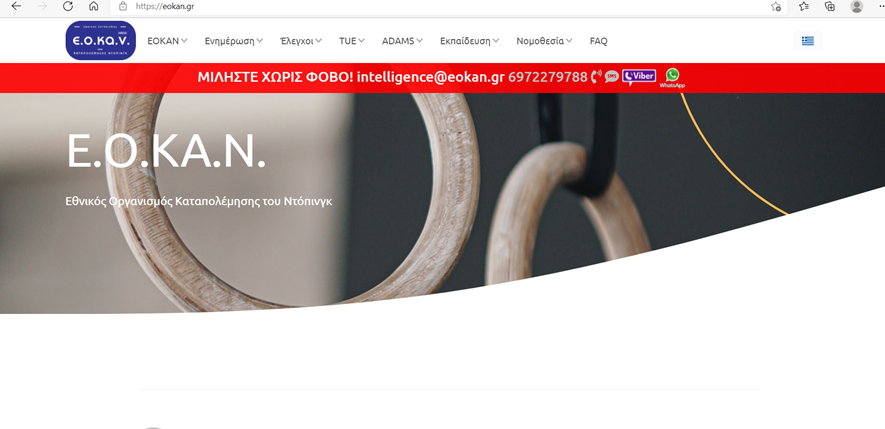 https://eokan.gr
ΕΟΚΑΝ Ενημέρωση Έλεγχοι TUE ADAMS Εκπαίδευση Νομοθεσία FAQ
ΜΙΛΗΣΤΕ ΧΩΡΙΣ ΦΟΒΟ! intelligence@eokan.gr 6972279788 SMS Viber WhatsApp
Ε.Ο.ΚΑ.Ν.
Εθνικός Οργανισμός Καταπολέμησης του Ντόπινγκ